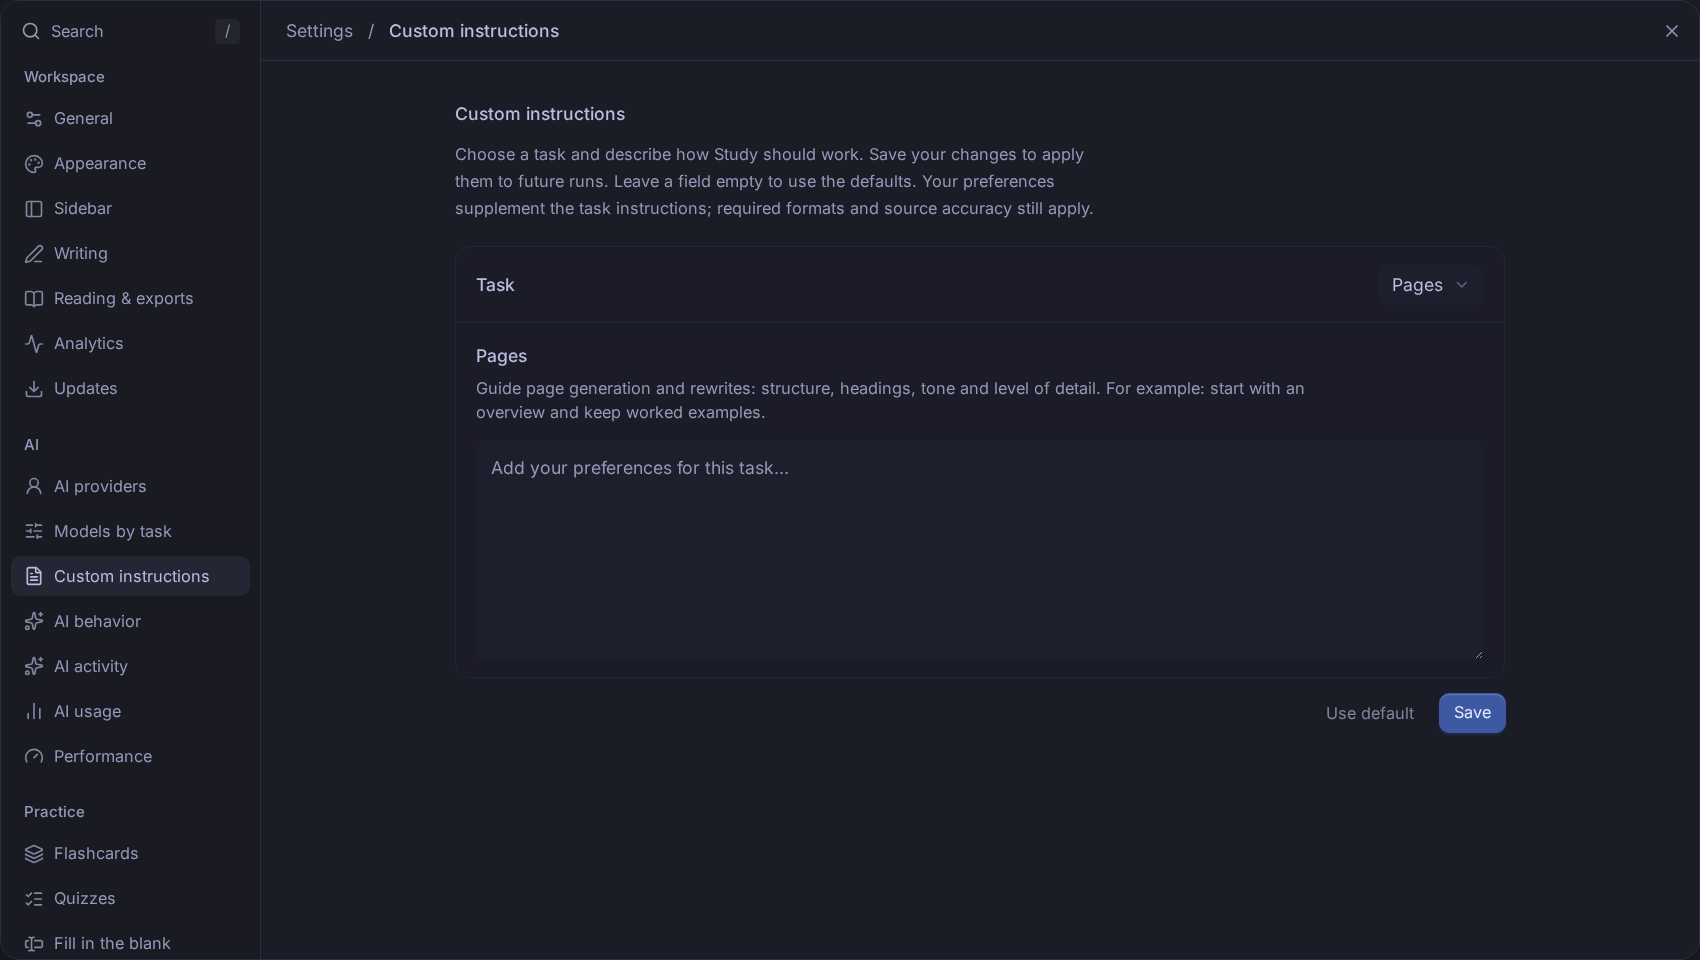 Search /
Workspace
General
Appearance
Sidebar
Writing
Reading & exports
Analytics
Updates
AI
AI providers
Models by task
Custom instructions
AI behavior
AI activity
AI usage
Performance
Practice
Flashcards
Quizzes
Fill in the blank
Settings / Custom instructions
Custom instructions
Choose a task and describe how Study should work. Save your changes to apply
them to future runs. Leave a field empty to use the defaults. Your preferences
supplement the task instructions; required formats and source accuracy still apply.
Task Pages
Pages
Guide page generation and rewrites: structure, headings, tone and level of detail. For example: start with an
overview and keep worked examples.
Add your preferences for this task...
Use default Save